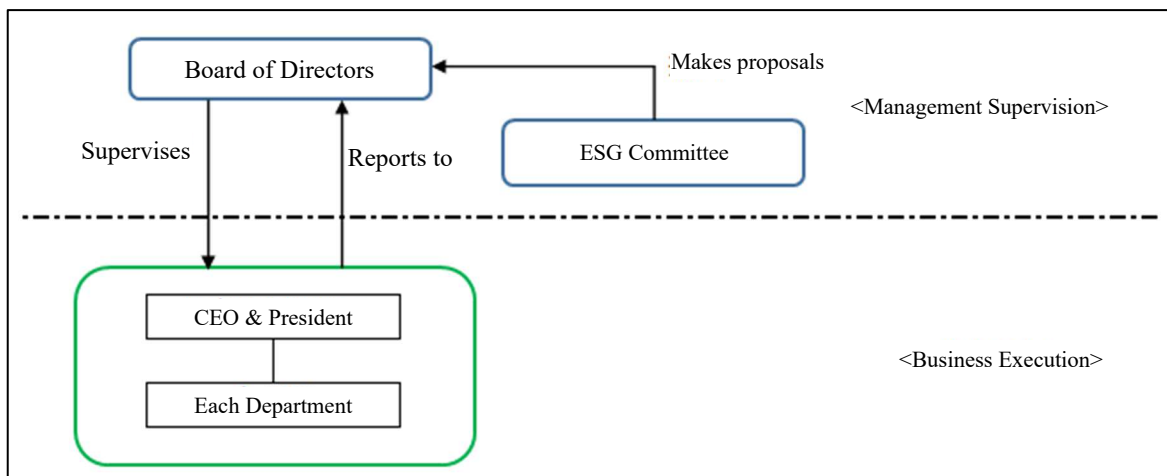 Board of Directors
Makes proposals
<Management Supervision>
Supervises
Reports to
ESG Committee
CEO & President
<Business Execution>
Each Department